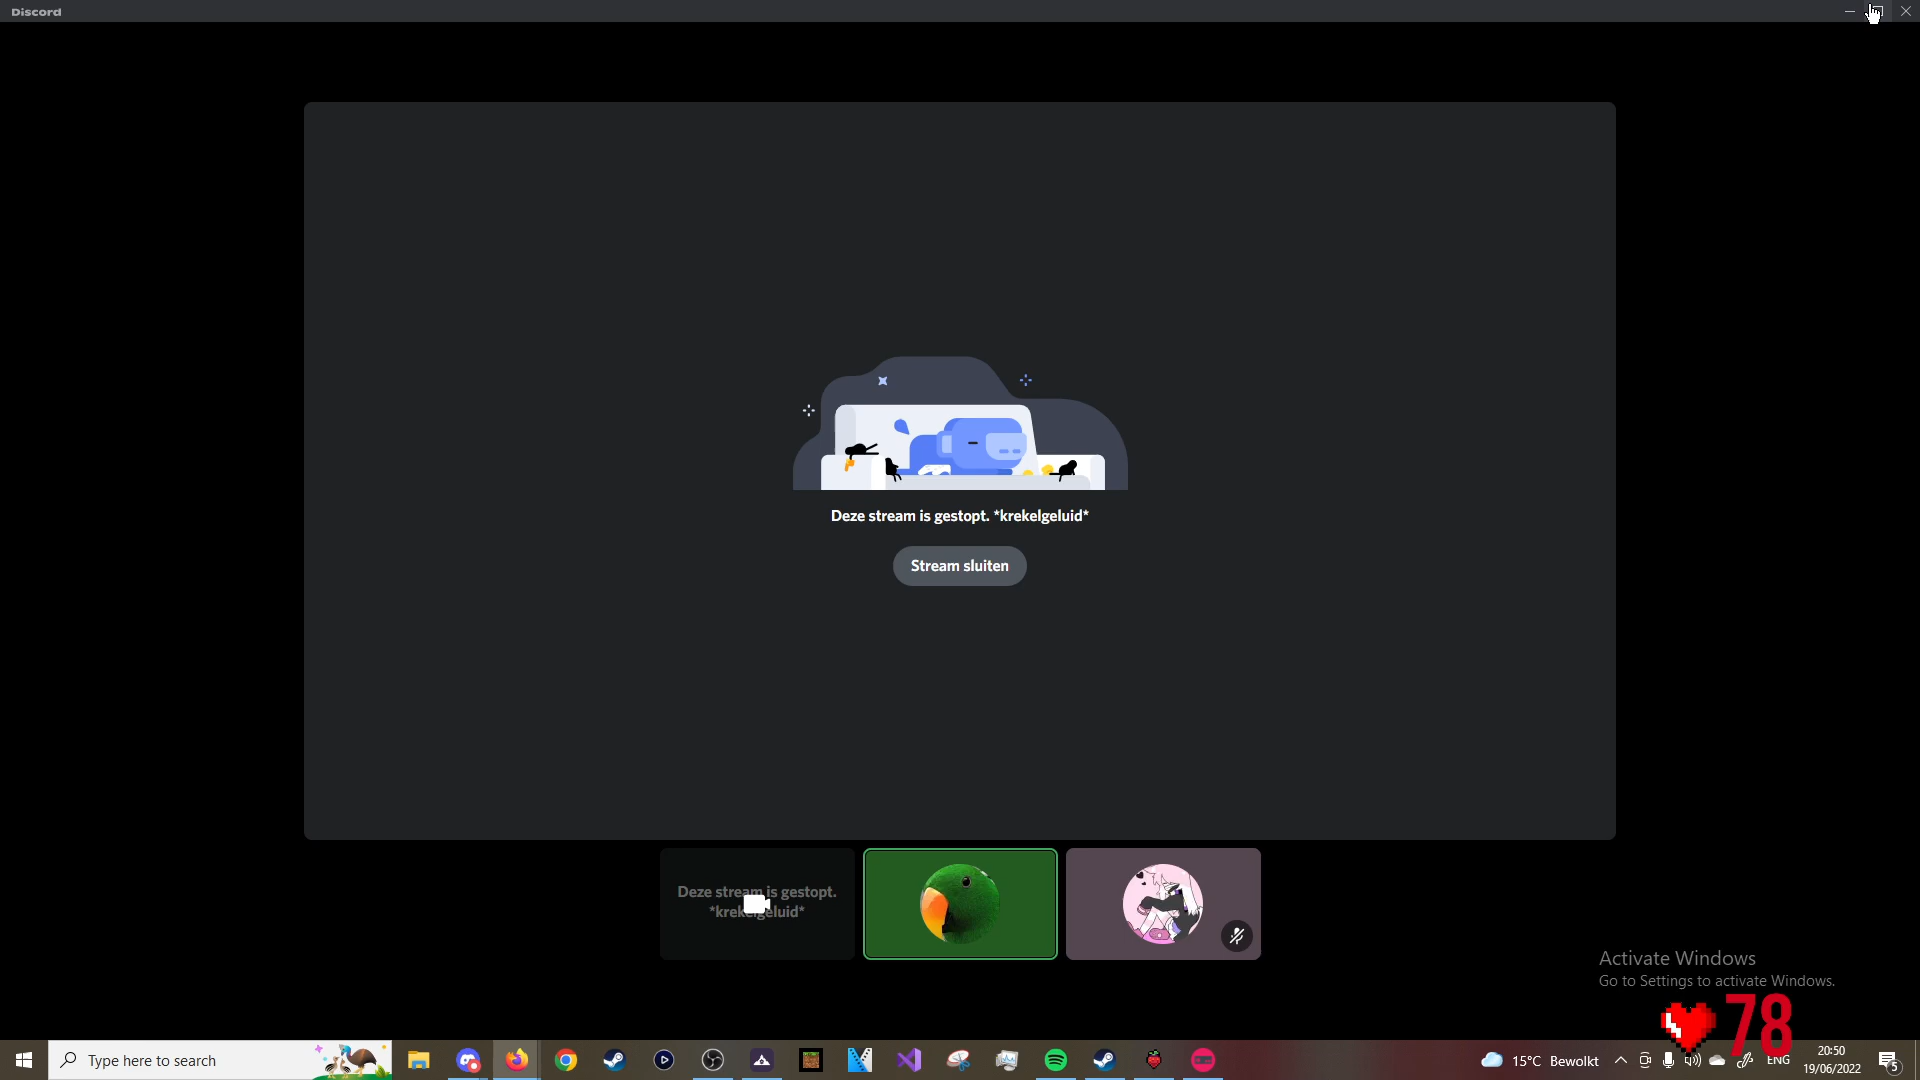 Discord
Deze stream is gestopt. *krekelgeluid*
Stream sluiten
Deze stream is gestopt.
*krekelgeluid*
Activate Windows
Go to Settings to activate Windows.
78
Type here to search
15°C Bewolkt
ENG
20:50
19/06/2022
5